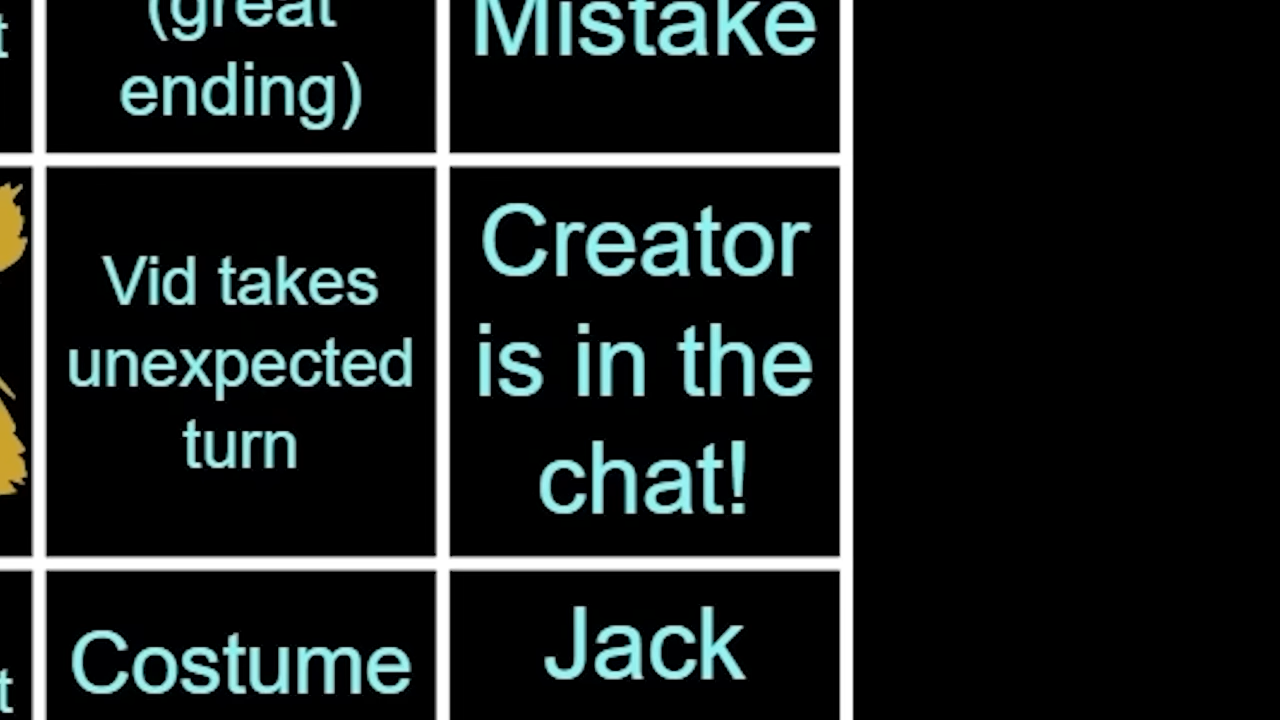 (great
ending)
Mistake
Vid takes
unexpected
turn
Creator
is in the
chat!
Costume
Jack